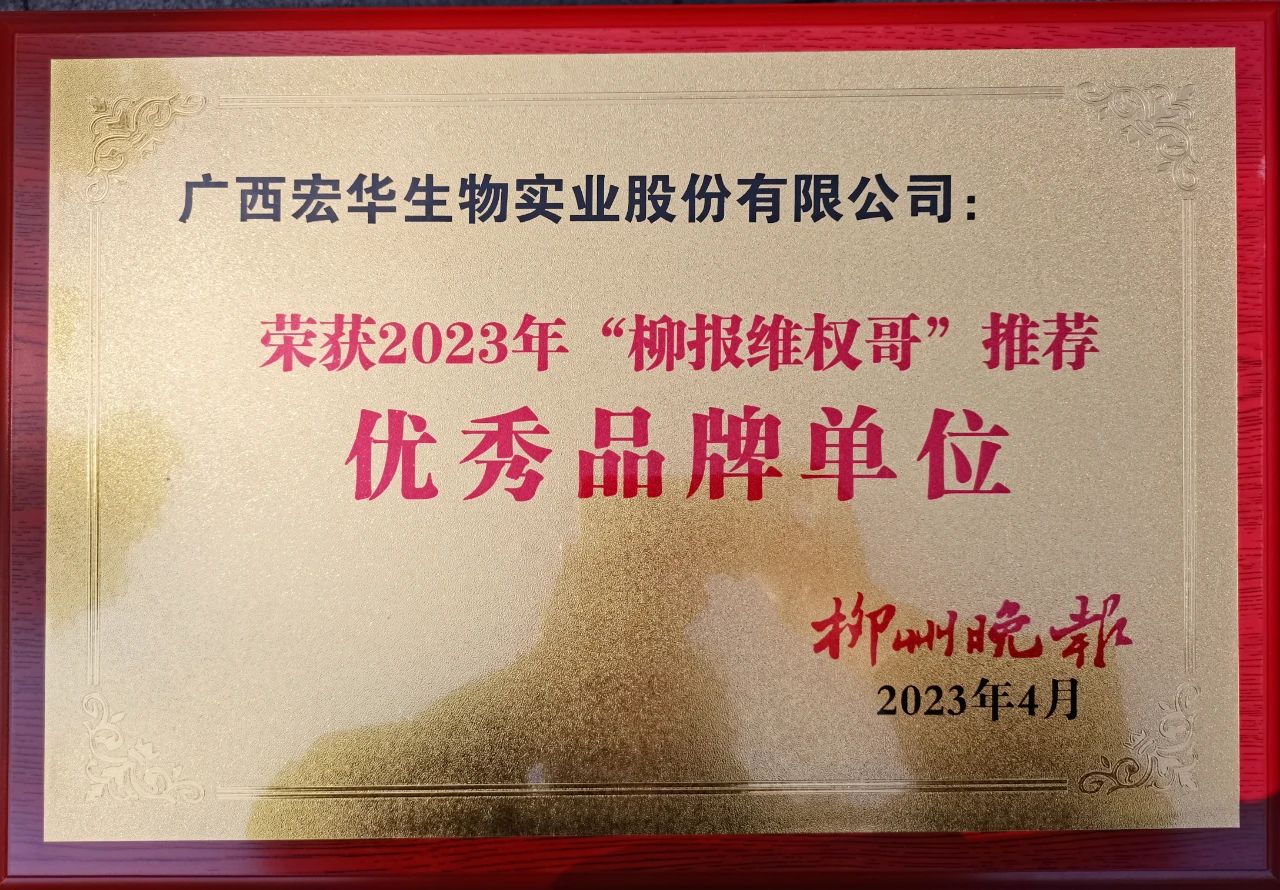 广西宏华生物实业股份有限公司：
荣获2023年“柳报维权哥”推荐
优秀品牌单位
柳州晚報
2023年4月